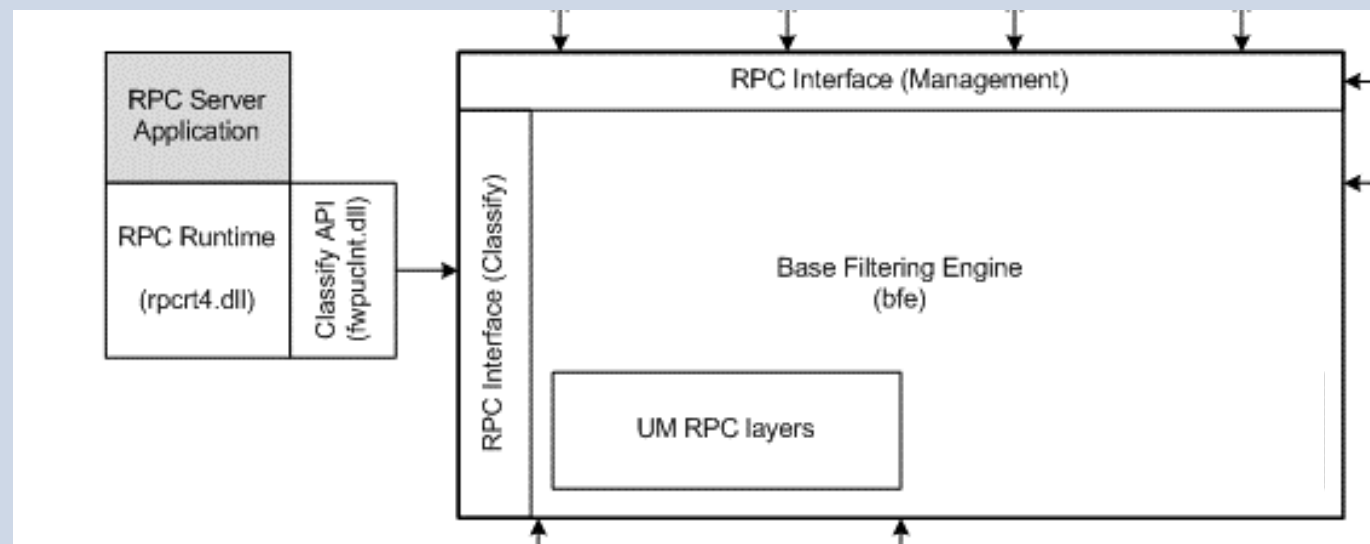 RPC Interface (Management)
RPC Server
Application
RPC Runtime
(rpcrt4.dll)
Classify API
(fwpuclnt.dll)
RPC Interface (Classify)
Base Filtering Engine
(bfe)
UM RPC layers